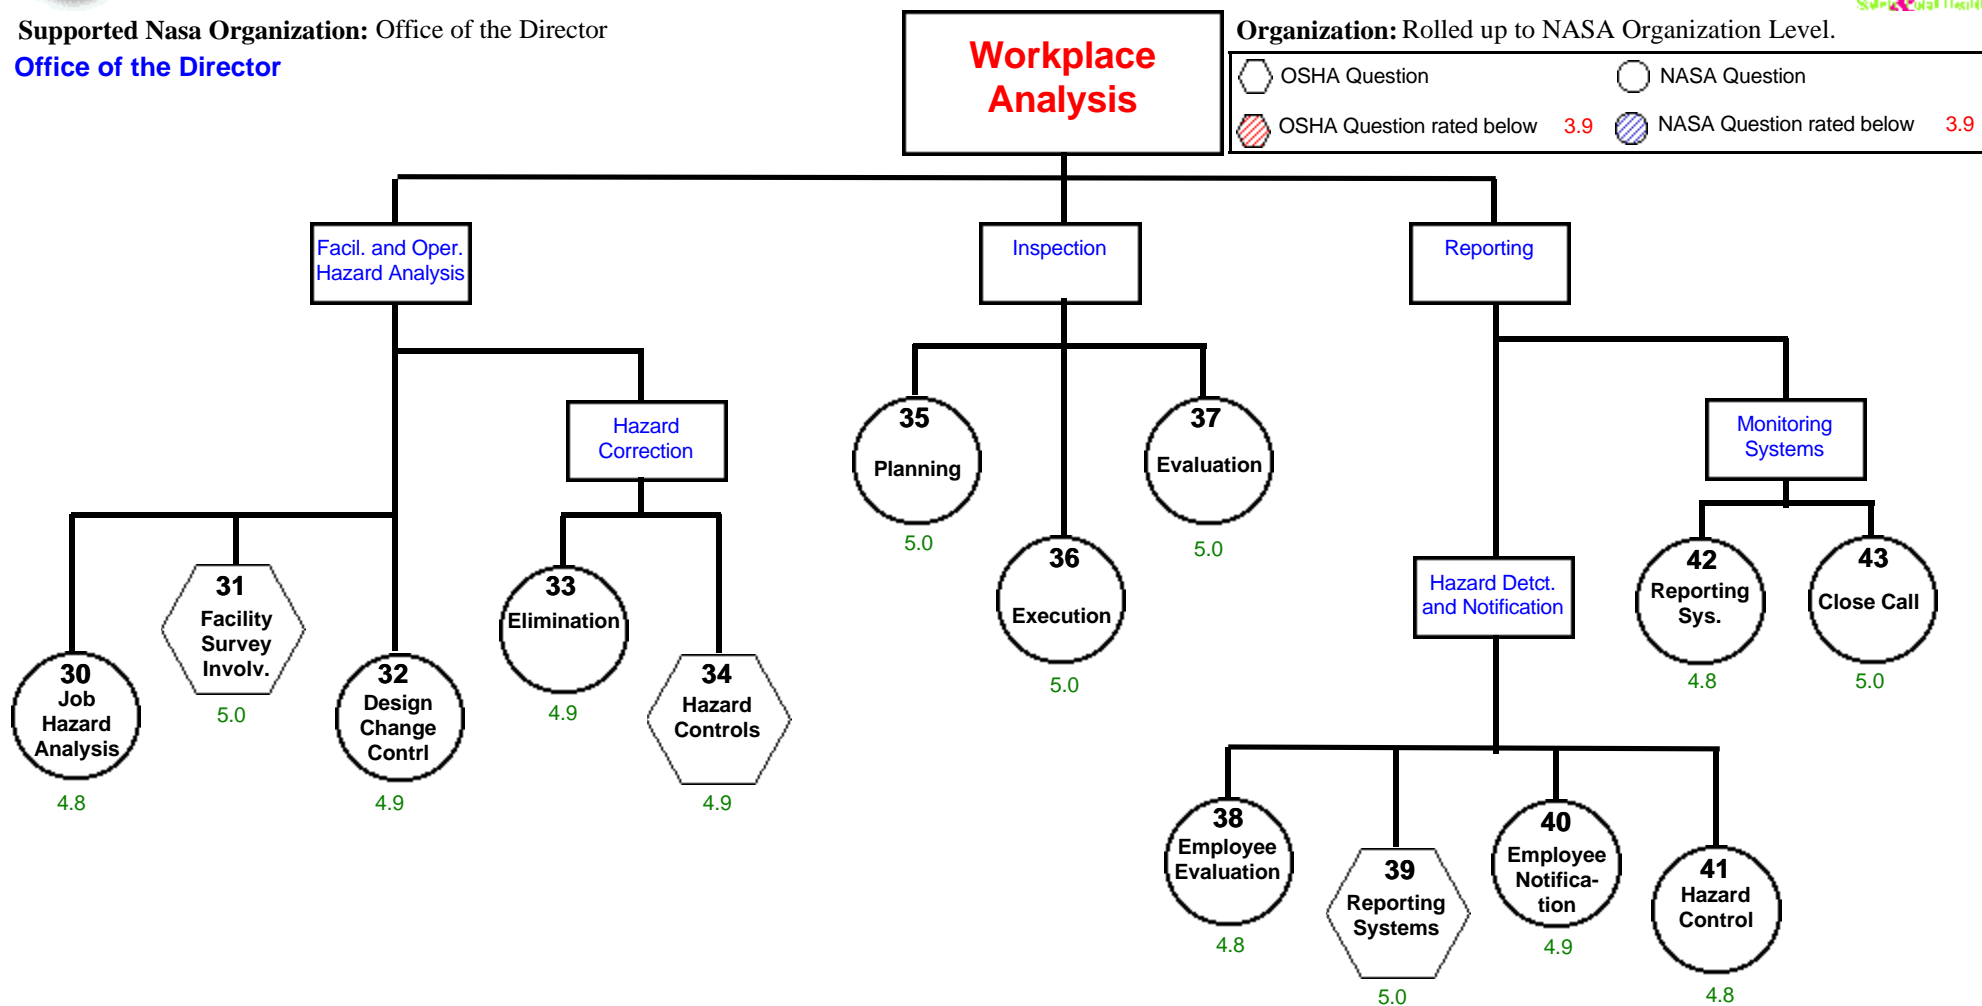 Supported Nasa Organization: Office of the Director
Office of the Director
Workplace
Analysis
Organization: Rolled up to NASA Organization Level.
OSHA Question
NASA Question
OSHA Question rated below 3.9
NASA Question rated below 3.9
Facil. and Oper.
Hazard Analysis
Inspection
Reporting
Hazard
Correction
Monitoring
Systems
Hazard Detct.
and Notification
30
Job
Hazard
Analysis
4.8
31
Facility
Survey
Involv.
5.0
32
Design
Change
Contrl
4.9
33
Elimination
4.9
34
Hazard
Controls
4.9
35
Planning
5.0
36
Execution
5.0
37
Evaluation
5.0
38
Employee
Evaluation
4.8
39
Reporting
Systems
5.0
40
Employee
Notifica-
tion
4.9
41
Hazard
Control
4.8
42
Reporting
Sys.
4.8
43
Close Call
5.0